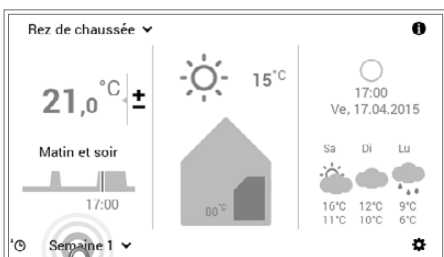 Rez de chaussée
21,0 °C ±
Matin et soir
17:00
Semaine 1
15°C
00°C
17:00
Ve, 17.04.2015
Sa Di Lu
16°C 12°C 9°C
11°C 10°C 6°C